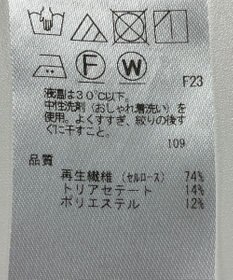 F W
F23
液温は30℃以下。
中性洗剤(おしゃれ着洗い)を
使用。よくすすぎ、絞りの後す
ぐに干すこと。
109
品質
再生繊維(セルロース) 74%
トリアセテート 14%
ポリエステル 12%